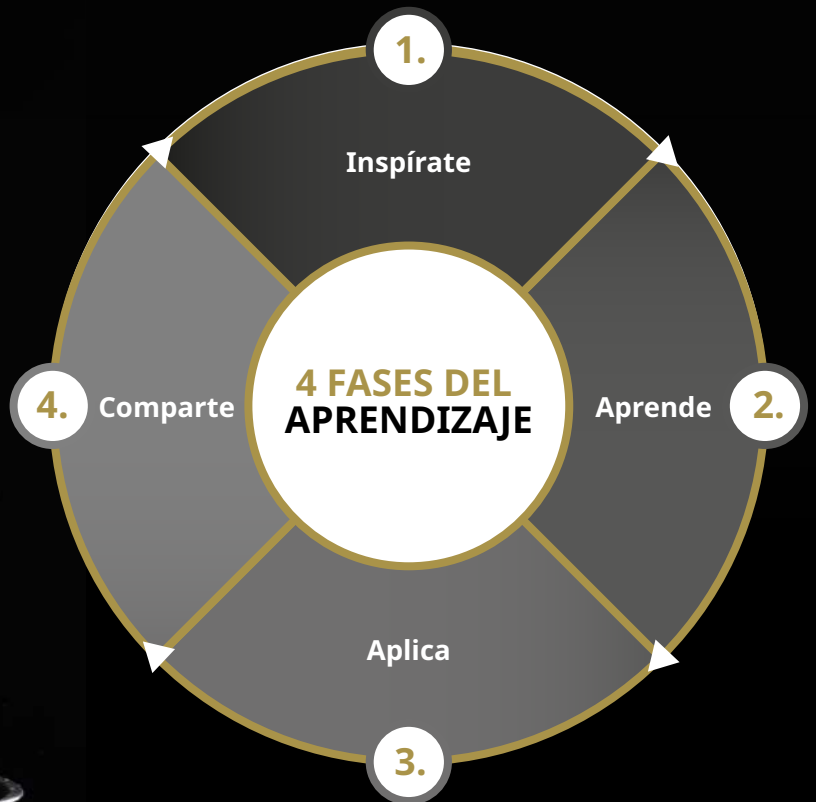 1.
Inspírate
4 FASES DEL
APRENDIZAJE
Aprende
2.
Aplica
3.
Comparte
4.